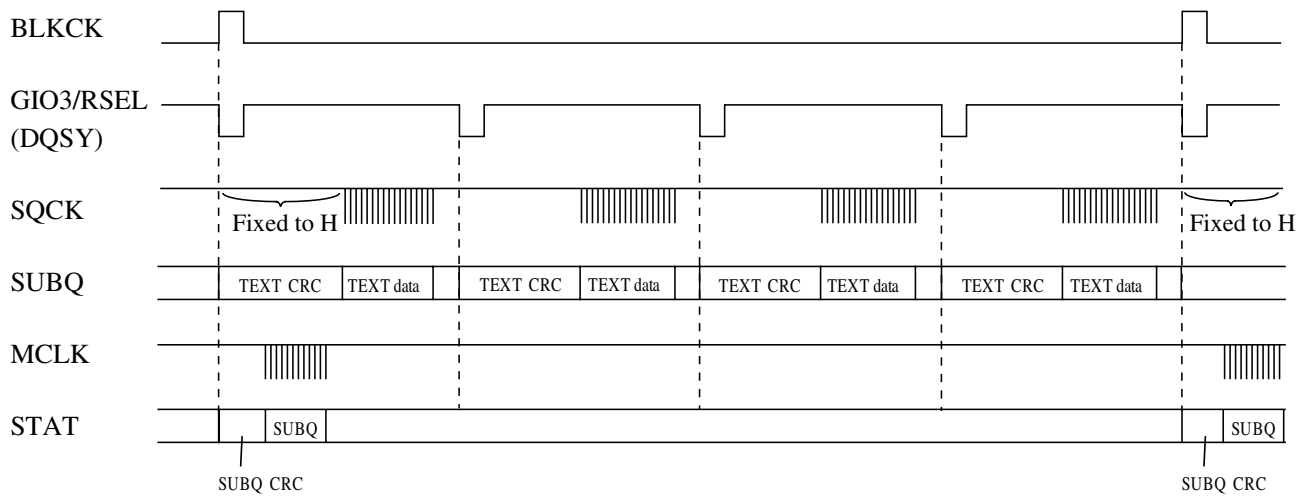 BLKCK
GIO3/RSEL
(DQSY)
SQCK
Fixed to H
Fixed to H
SUBQ
TEXT CRC TEXT data TEXT CRC TEXT data TEXT CRC TEXT data TEXT CRC TEXT data
MCLK
STAT
SUBQ
SUBQ
SUBQ CRC
SUBQ CRC